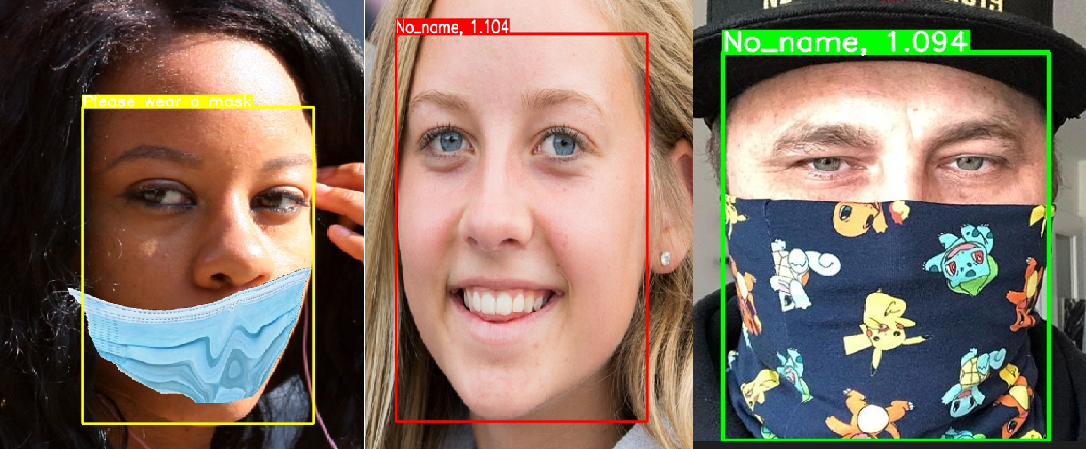 Please wear a mask
No_name, 1.104
No_name, 1.094